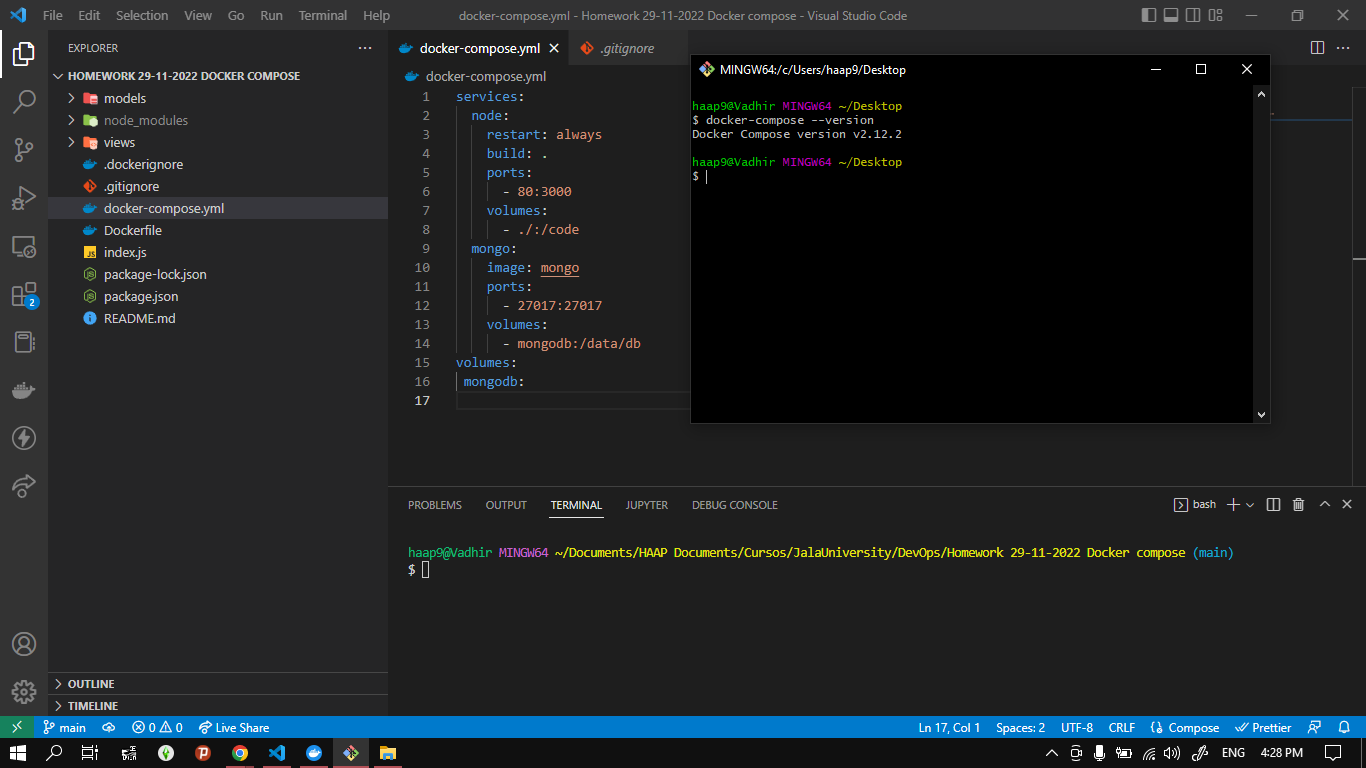 File Edit Selection View Go Run Terminal Help docker-compose.yml - Homework 29-11-2022 Docker compose - Visual Studio Code
EXPLORER
HOMEWORK 29-11-2022 DOCKER COMPOSE
models
node_modules
views
.dockerignore
.gitignore
docker-compose.yml
Dockerfile
index.js
package-lock.json
package.json
README.md
OUTLINE
TIMELINE
2
docker-compose.yml .gitignore
docker-compose.yml
1 services:
2 node:
3 restart: always
4 build: .
5 ports:
6 - 80:3000
7 volumes:
8 - ./:/code
9 mongo:
10 image: mongo
11 ports:
12 - 27017:27017
13 volumes:
14 - mongodb:/data/db
15 volumes:
16 mongodb:
17
MINGW64:/c/Users/haap9/Desktop
haap9@Vadhir MINGW64 ~/Desktop
$ docker-compose --version
Docker Compose version v2.12.2
haap9@Vadhir MINGW64 ~/Desktop
$
PROBLEMS OUTPUT TERMINAL JUPYTER DEBUG CONSOLE bash
haap9@Vadhir MINGW64 ~/Documents/HAAP Documents/Cursos/JalaUniversity/DevOps/Homework 29-11-2022 Docker compose (main)
$
main 0 0 Live Share Ln 17, Col 1 Spaces: 2 UTF-8 CRLF Compose Prettier
ENG 4:28 PM